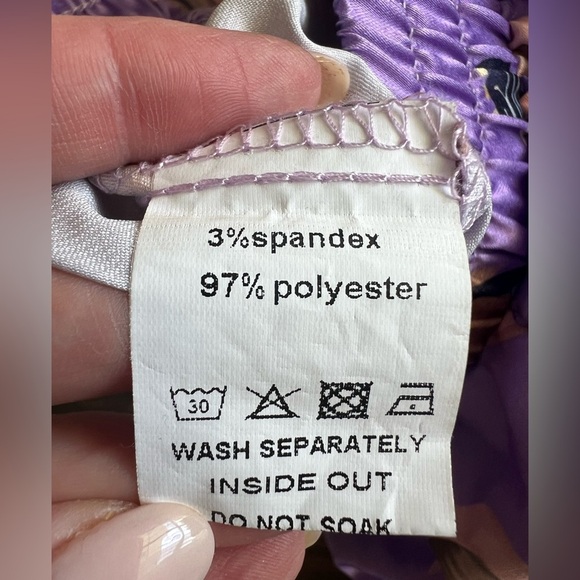 3%spandex
97% polyester
30
WASH SEPARATELY
INSIDE OUT
DO NOT SOAK